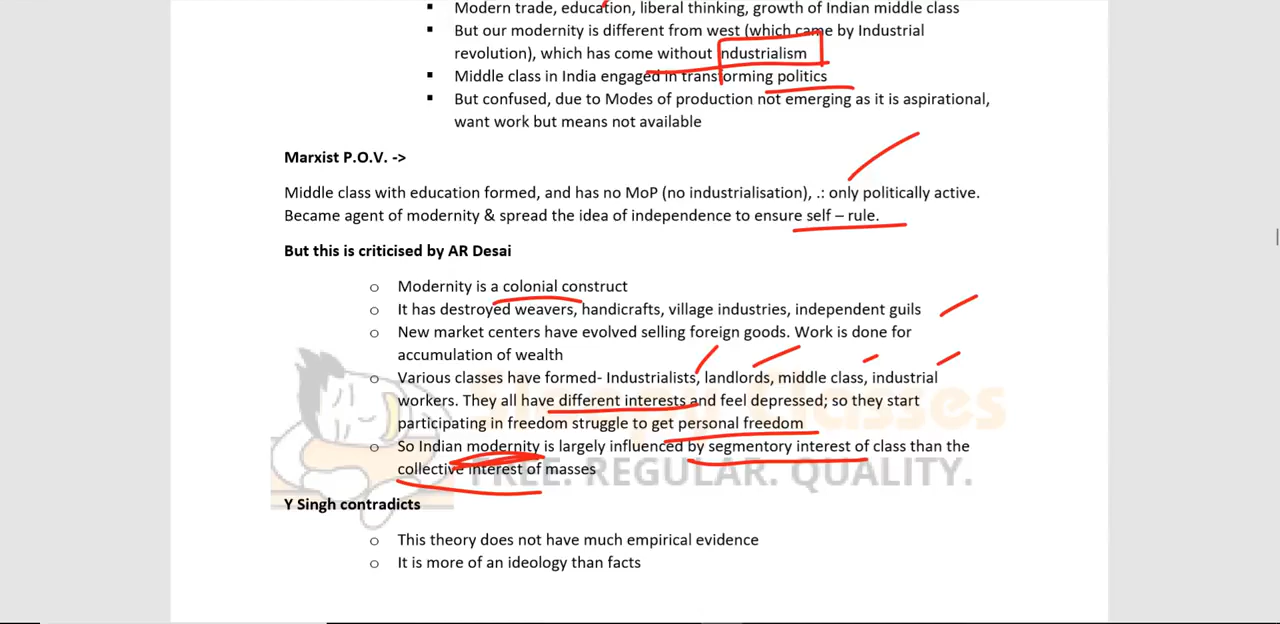 ▪ Modern trade, education, liberal thinking, growth of Indian middle class
▪ But our modernity is different from west (which came by Industrial
revolution), which has come without industrialism
▪ Middle class in India engaged in transforming politics
▪ But confused, due to Modes of production not emerging as it is aspirational,
want work but means not available
Marxist P.O.V. ->
Middle class with education formed, and has no MoP (no industrialisation), .: only politically active.
Became agent of modernity & spread the idea of independence to ensure self – rule.
But this is criticised by AR Desai
o Modernity is a colonial construct
o It has destroyed weavers, handicrafts, village industries, independent guils
o New market centers have evolved selling foreign goods. Work is done for
accumulation of wealth
o Various classes have formed- Industrialists, landlords, middle class, industrial
workers. They all have different interests and feel depressed; so they start
participating in freedom struggle to get personal freedom
o So Indian modernity is largely influenced by segmentory interest of class than the
collective interest of masses
FREE. REGULAR. QUALITY.
Y Singh contradicts
o This theory does not have much empirical evidence
o It is more of an ideology than facts